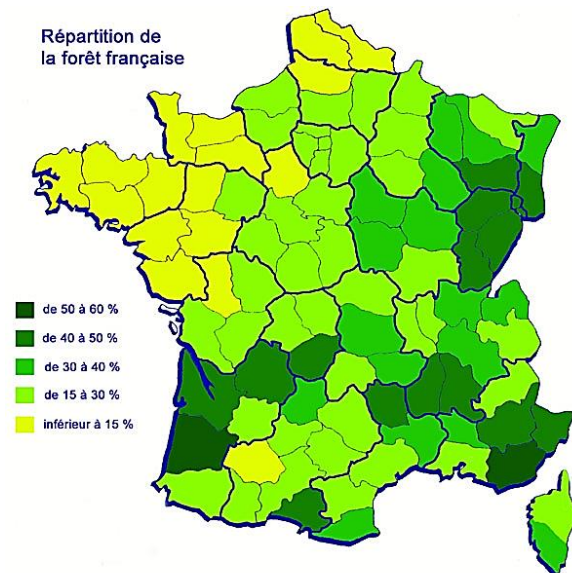 Répartition de
la forêt française
de 50 à 60 %
de 40 à 50 %
de 30 à 40 %
de 15 à 30 %
inférieur à 15 %